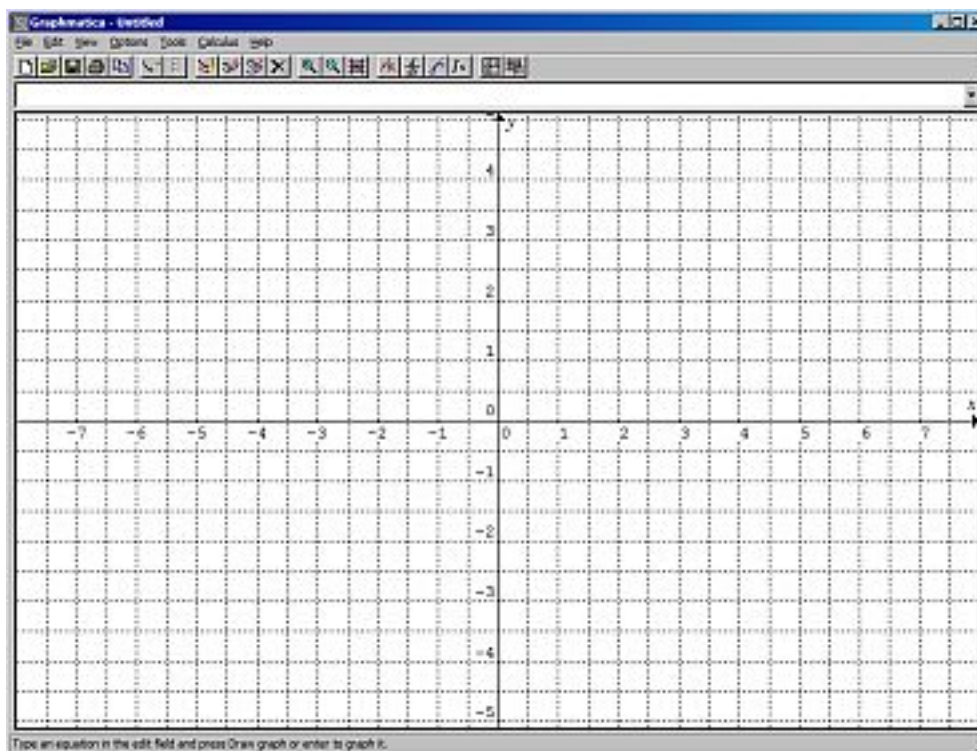 Graphmatica - Untitled
File Edit View Options Tools Calculus Help
y
4
3
2
1
0
x
-7 -6 -5 -4 -3 -2 -1 0 1 2 3 4 5 6 7
-1
-2
-3
-4
-5
Type an equation in the edit field and press Draw graph or enter to graph it.